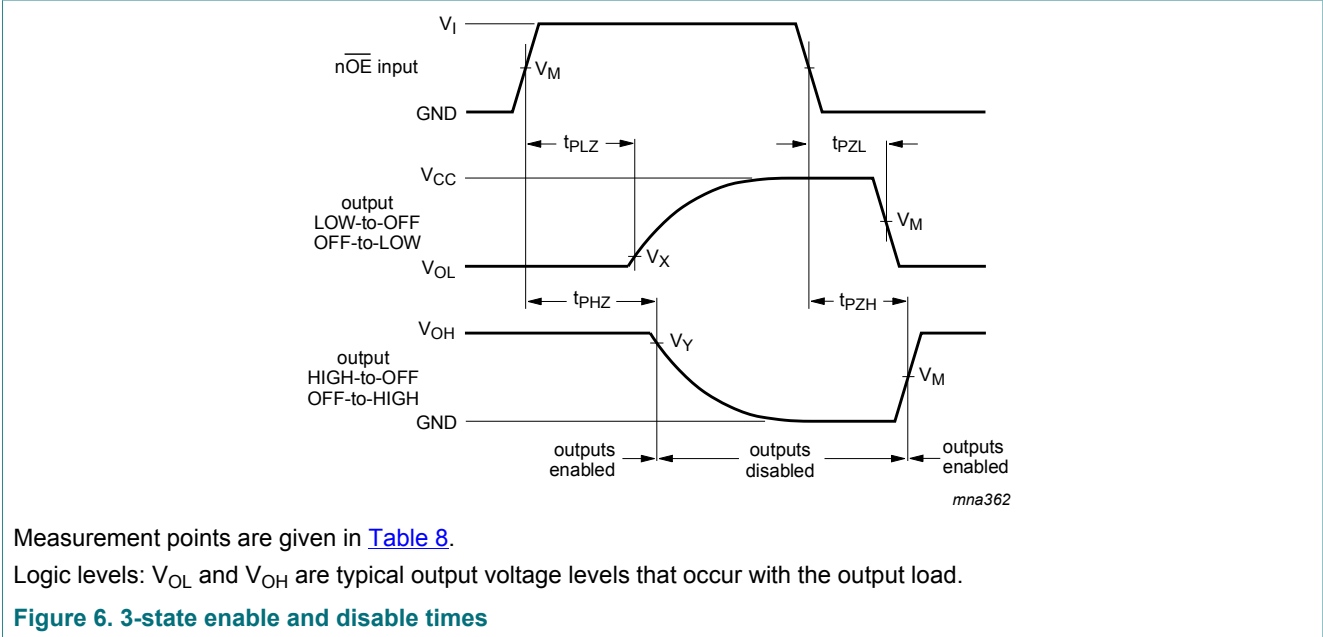 V_I
nOE input
V_M
GND
t_PLZ
t_PZL
V_CC
output
LOW-to-OFF
OFF-to-LOW
V_M
V_X
V_OL
t_PHZ
t_PZH
V_OH
V_Y
output
HIGH-to-OFF
OFF-to-HIGH
V_M
GND
outputs
enabled
outputs
disabled
outputs
enabled
mna362
Measurement points are given in Table 8.
Logic levels: V_OL and V_OH are typical output voltage levels that occur with the output load.
Figure 6. 3-state enable and disable times